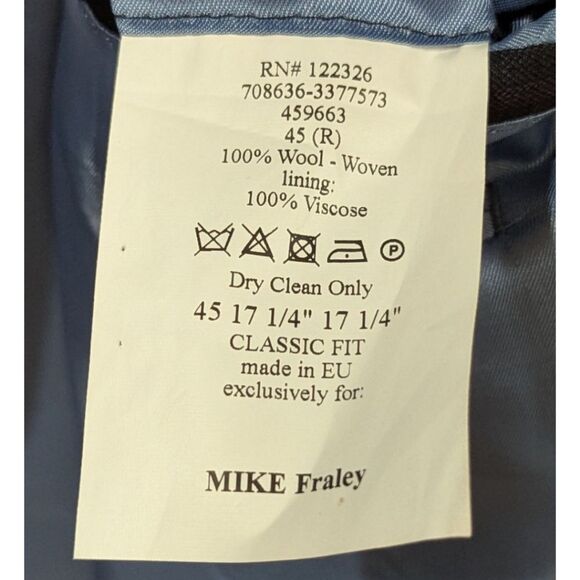 RN# 122326
708636-3377573
459663
45 (R)
100% Wool - Woven
lining:
100% Viscose
P
Dry Clean Only
45 17 1/4" 17 1/4"
CLASSIC FIT
made in EU
exclusively for:
MIKE Fraley